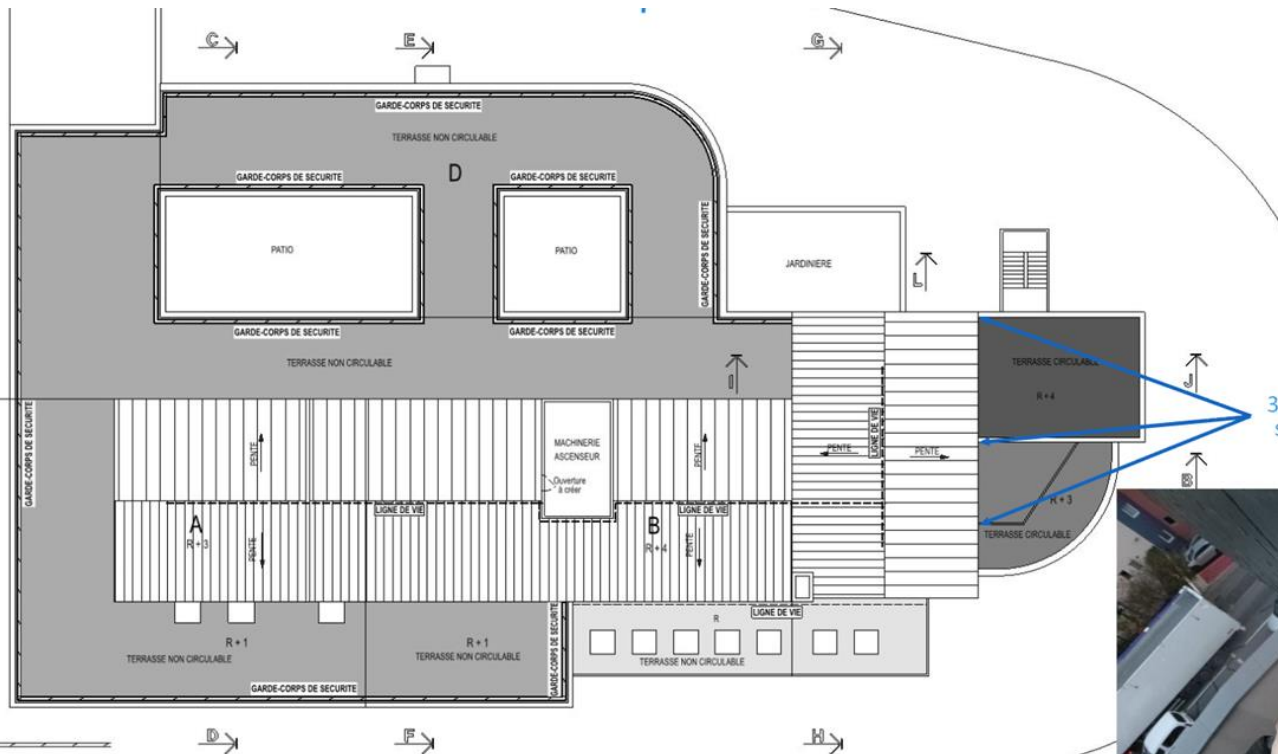 C
E
G
GARDE-CORPS DE SECURITE
TERRASSE NON CIRCULABLE
D
GARDE-CORPS DE SECURITE
GARDE-CORPS DE SECURITE
GARDE-CORPS DE SECURITE
PATIO
PATIO
JARDINIERE
L
GARDE-CORPS DE SECURITE
GARDE-CORPS DE SECURITE
TERRASSE NON CIRCULABLE
I
TERRASSE CIRCULABLE
R + 4
J
3
s
GARDE-CORPS DE SECURITE
PENTE
MACHINERIE
ASCENSEUR
Ouverture
à créer
PENTE
LIGNE DE VIE
PENTE
PENTE
B
R + 3
TERRASSE CIRCULABLE
LIGNE DE VIE
LIGNE DE VIE
A
R + 3
PENTE
B
R + 4
PENTE
LIGNE DE VIE
R
TERRASSE NON CIRCULABLE
R + 1
TERRASSE NON CIRCULABLE
R + 1
TERRASSE NON CIRCULABLE
GARDE-CORPS DE SECURITE
GARDE-CORPS DE SECURITE
D
F
H